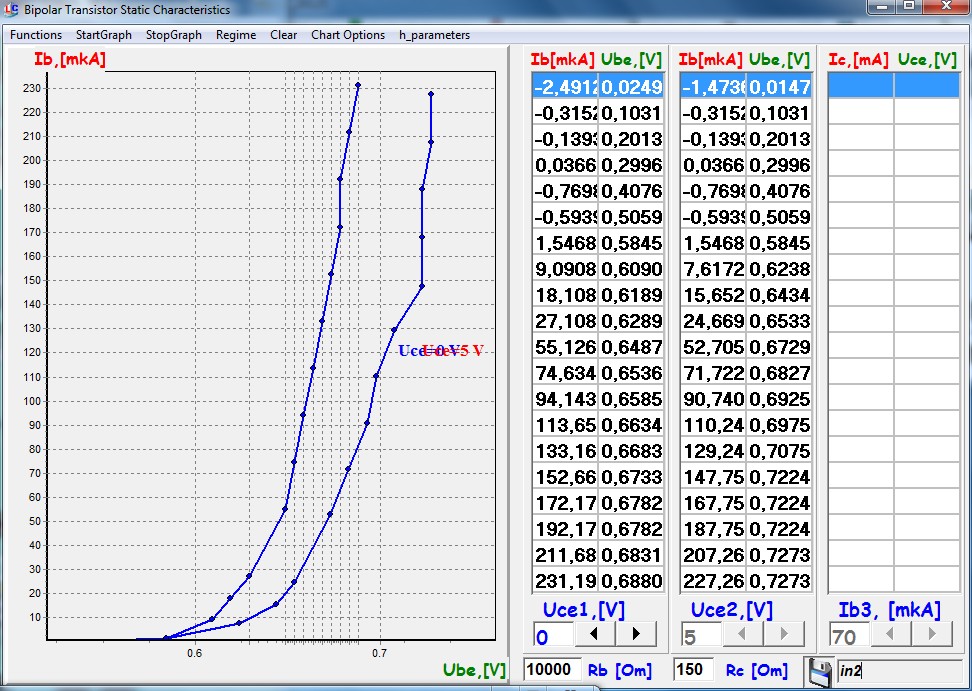 Bipolar Transistor Static Characteristics
Functions StartGraph StopGraph Regime Clear Chart Options h_parameters
Ib,[mkA]
230
220
210
200
190
180
170
160
150
140
130
120
110
100
90
80
70
60
50
40
30
20
10
0.6 0.7
Ube,[V]
Uce=0 V 5 V
Ib[mkA] Ube,[V] Ib[mkA] Ube,[V] Ic,[mA] Uce,[V]
-2,4912 0,0249 -1,4736 0,0147
-0,3152 0,1031 -0,3152 0,1031
-0,1393 0,2013 -0,1393 0,2013
0,0366 0,2996 0,0366 0,2996
-0,7698 0,4076 -0,7698 0,4076
-0,5939 0,5059 -0,5939 0,5059
1,5468 0,5845 1,5468 0,5845
9,0908 0,6090 7,6172 0,6238
18,108 0,6189 15,652 0,6434
27,108 0,6289 24,669 0,6533
55,126 0,6487 52,705 0,6729
74,634 0,6536 71,722 0,6827
94,143 0,6585 90,740 0,6925
113,65 0,6634 110,24 0,6975
133,16 0,6683 129,24 0,7075
152,66 0,6733 147,75 0,7224
172,17 0,6782 167,75 0,7224
192,17 0,6782 187,75 0,7224
211,68 0,6831 207,26 0,7273
231,19 0,6880 227,26 0,7273
Uce1,[V] Uce2,[V] Ib3, [mkA]
0 5 70
10000 Rb [Om] 150 Rc [Om] in2